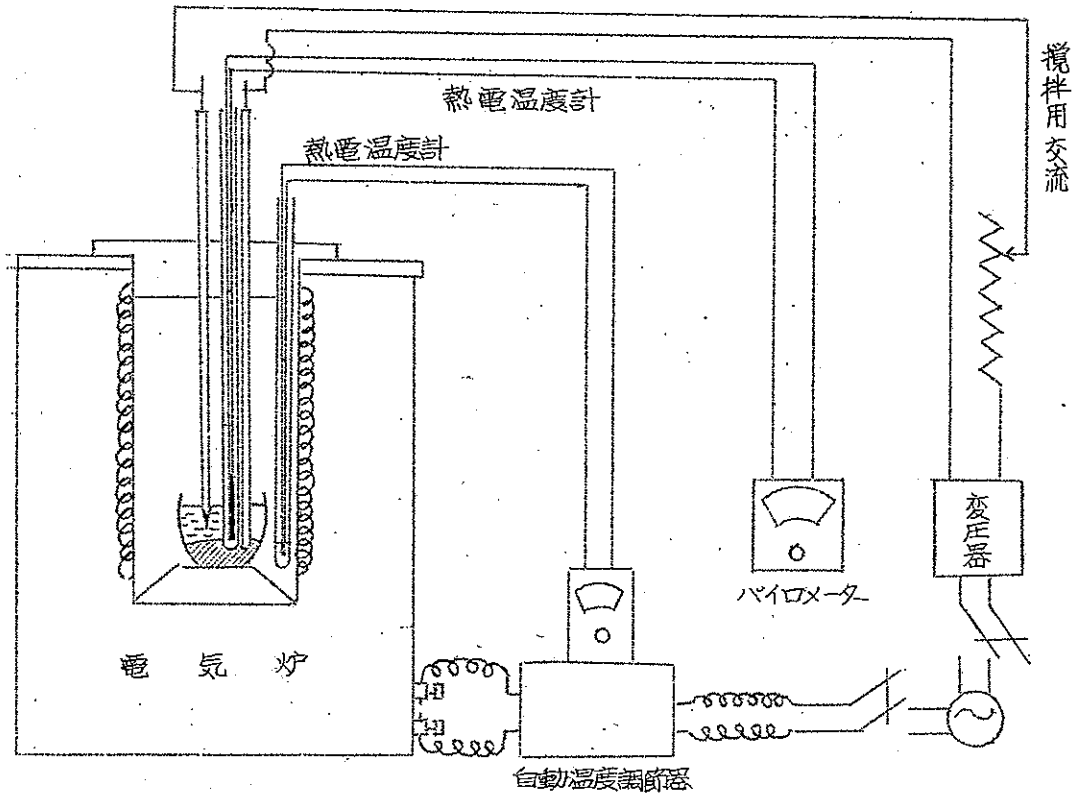 攪拌用交流
熱電温度計
熱電温度計
変圧器
パイロメーター
電気炉
自動温度調節器